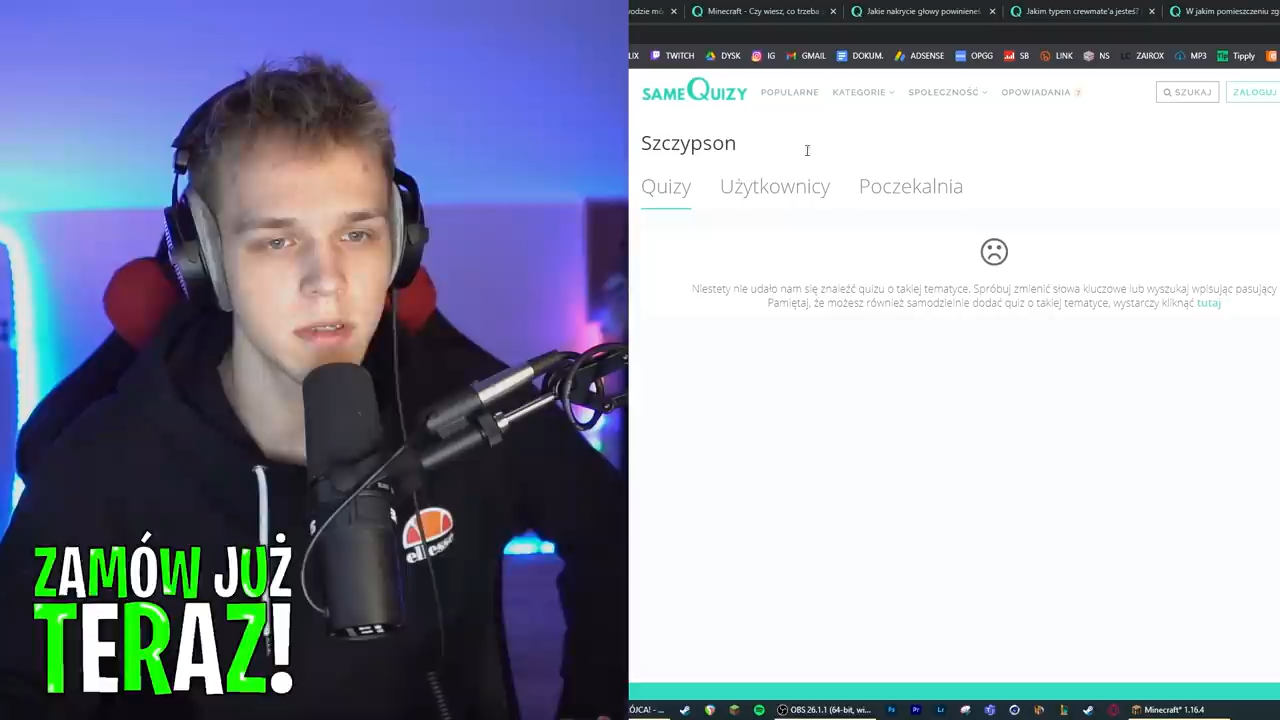 Minecraft - Czy wiesz, co trzeba
Jakie nakrycie głowy powinieneś
Jakim typem crewmate'a jesteś?
W jakim pomieszczeniu
TWITCH DYSK IG GMAIL DOKUM. ADSENSE OPGG SB LINK NS ZAIROX MP3 Tipply
SAMEQUIZY POPULARNE KATEGORIE SPOŁECZNOŚĆ OPOWIADANIA SZUKAJ ZALOGUJ
Szczypson
Quizy Użytkownicy Poczekalnia
Niestety nie udało nam się znaleźć quizu o takiej tematyce. Spróbuj zmienić słowa kluczowe lub wyszukaj wpisując pasujący
Pamiętaj, że możesz również samodzielnie dodać quiz o takiej tematyce, wystarczy kliknąć tutaj
ellesse
ZAMÓW JUŻ
TERAZ!
OBS 26.1.1 (64-bit, wi... Minecraft* 1.16.4